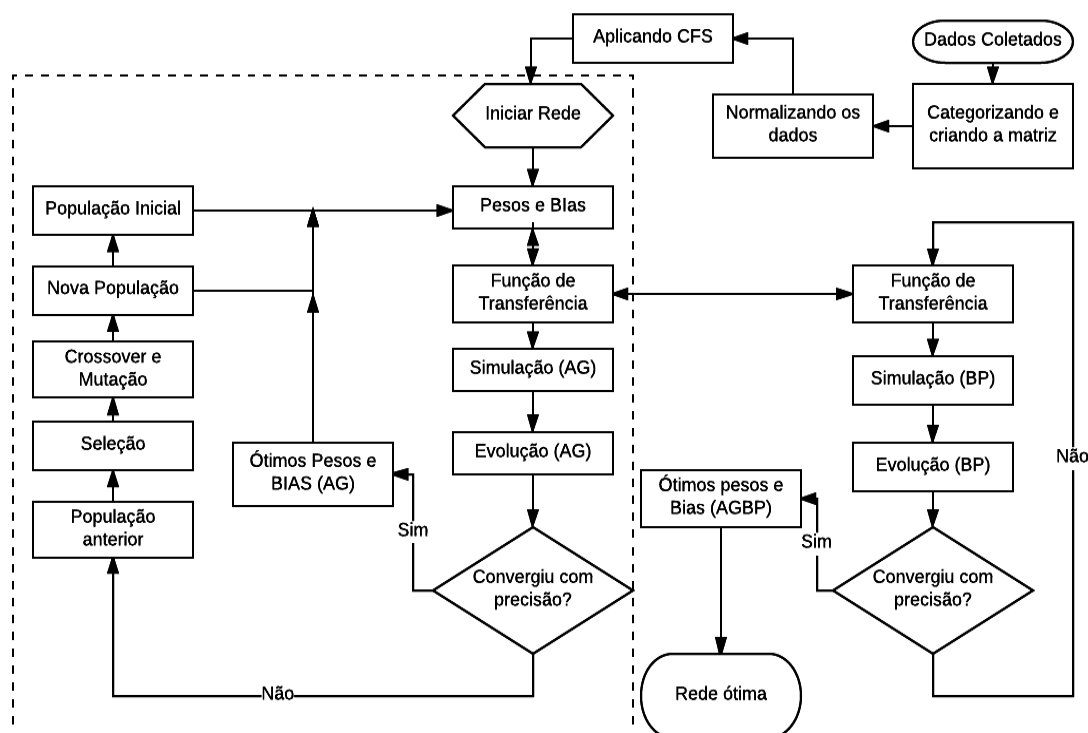 Aplicando CFS
Dados Coletados
Categorizando e
criando a matriz
Normalizando os
dados
Iniciar Rede
População Inicial
Pesos e BIas
Nova População
Função de
Transferência
Função de
Transferência
Crossover e
Mutação
Simulação (AG)
Simulação (BP)
Seleção
Ótimos Pesos e
BIAS (AG)
Evolução (AG)
Evolução (BP)
Não
Ótimos pesos e
Bias (AGBP)
População
anterior
Sim
Sim
Convergiu com
precisão?
Convergiu com
precisão?
Não
Rede ótima